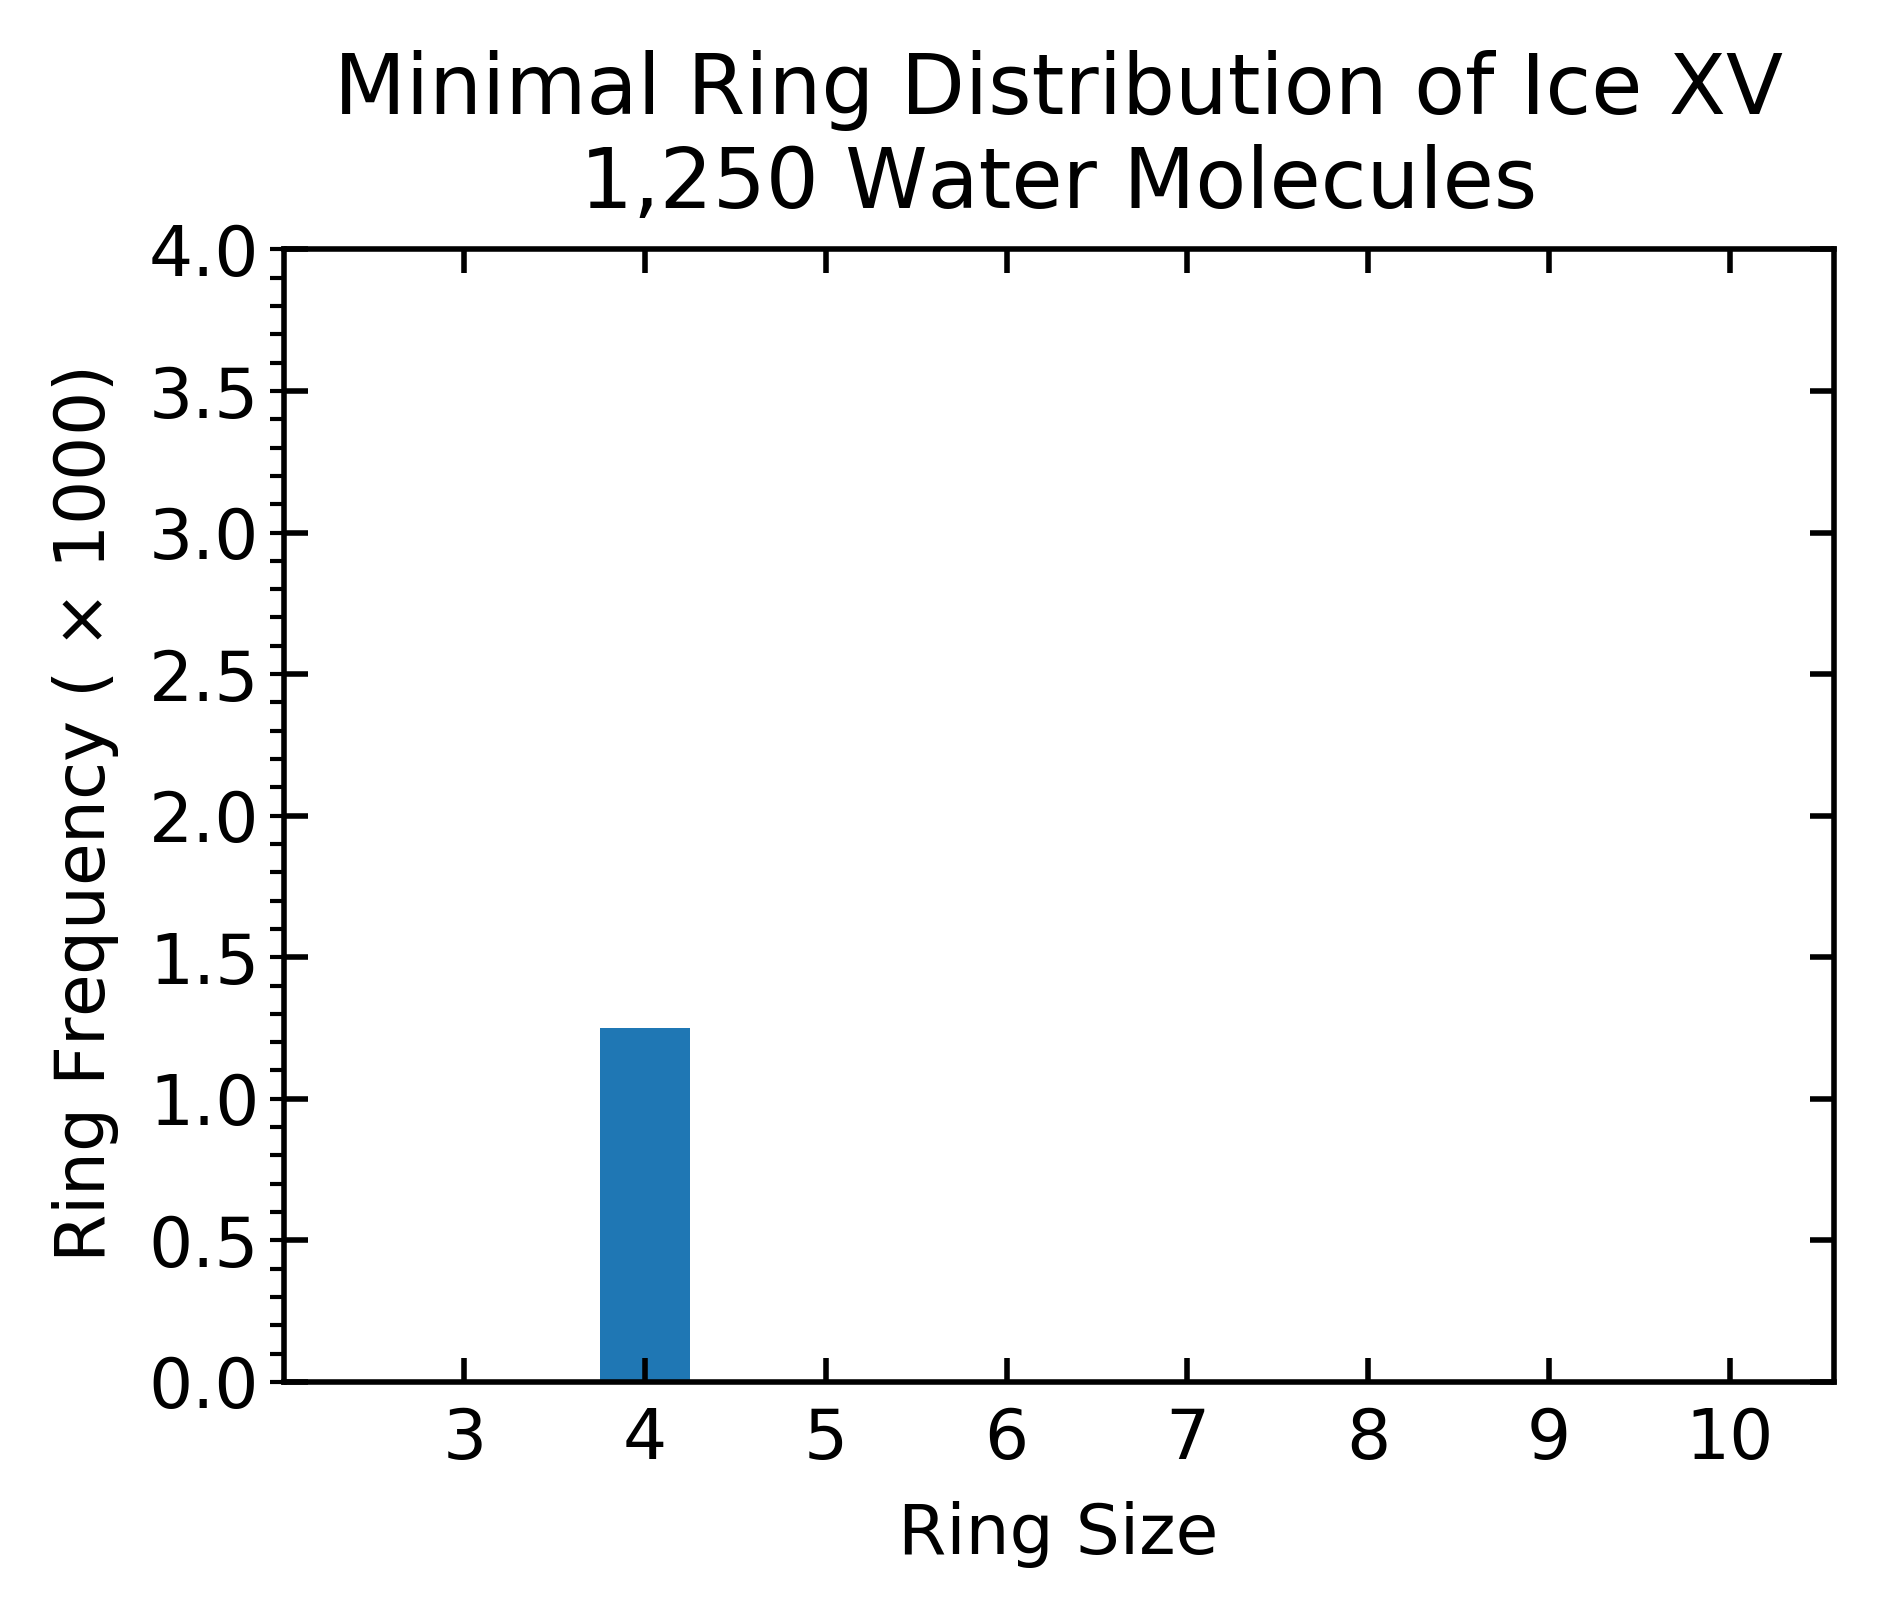 Minimal Ring Distribution of Ice XV
1,250 Water Molecules
4.0
3.5
3.0
2.5
2.0
1.5
1.0
0.5
0.0
Ring Frequency ( × 1000)
3 4 5 6 7 8 9 10
Ring Size